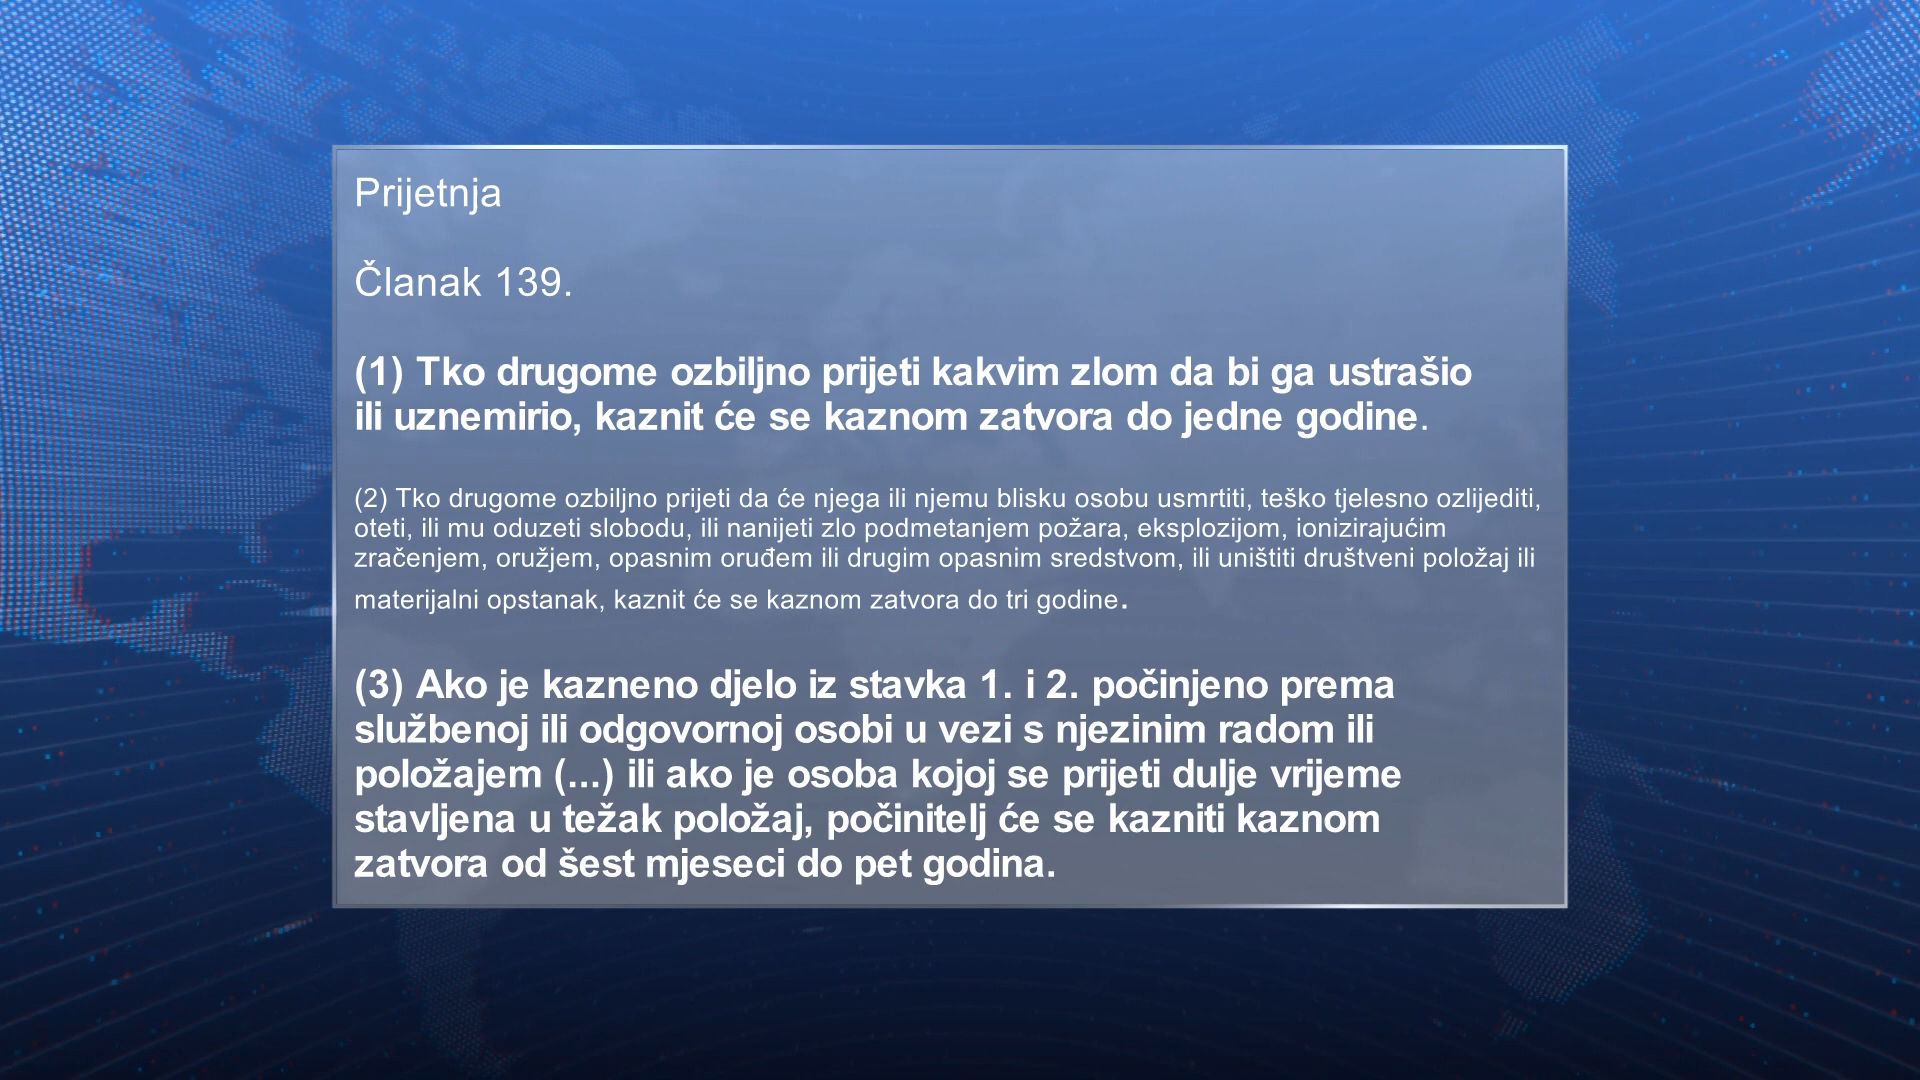 Prijetnja
Članak 139.
(1) Tko drugome ozbiljno prijeti kakvim zlom da bi ga ustrašio
ili uznemirio, kaznit će se kaznom zatvora do jedne godine.
(2) Tko drugome ozbiljno prijeti da će njega ili njemu blisku osobu usmrtiti, teško tjelesno ozlijediti,
oteti, ili mu oduzeti slobodu, ili nanijeti zlo podmetanjem požara, eksplozijom, ionizirajućim
zračenjem, oružjem, opasnim oruđem ili drugim opasnim sredstvom, ili uništiti društveni položaj ili
materijalni opstanak, kaznit će se kaznom zatvora do tri godine.
(3) Ako je kazneno djelo iz stavka 1. i 2. počinjeno prema
službenoj ili odgovornoj osobi u vezi s njezinim radom ili
položajem (...) ili ako je osoba kojoj se prijeti dulje vrijeme
stavljena u težak položaj, počinitelj će se kazniti kaznom
zatvora od šest mjeseci do pet godina.